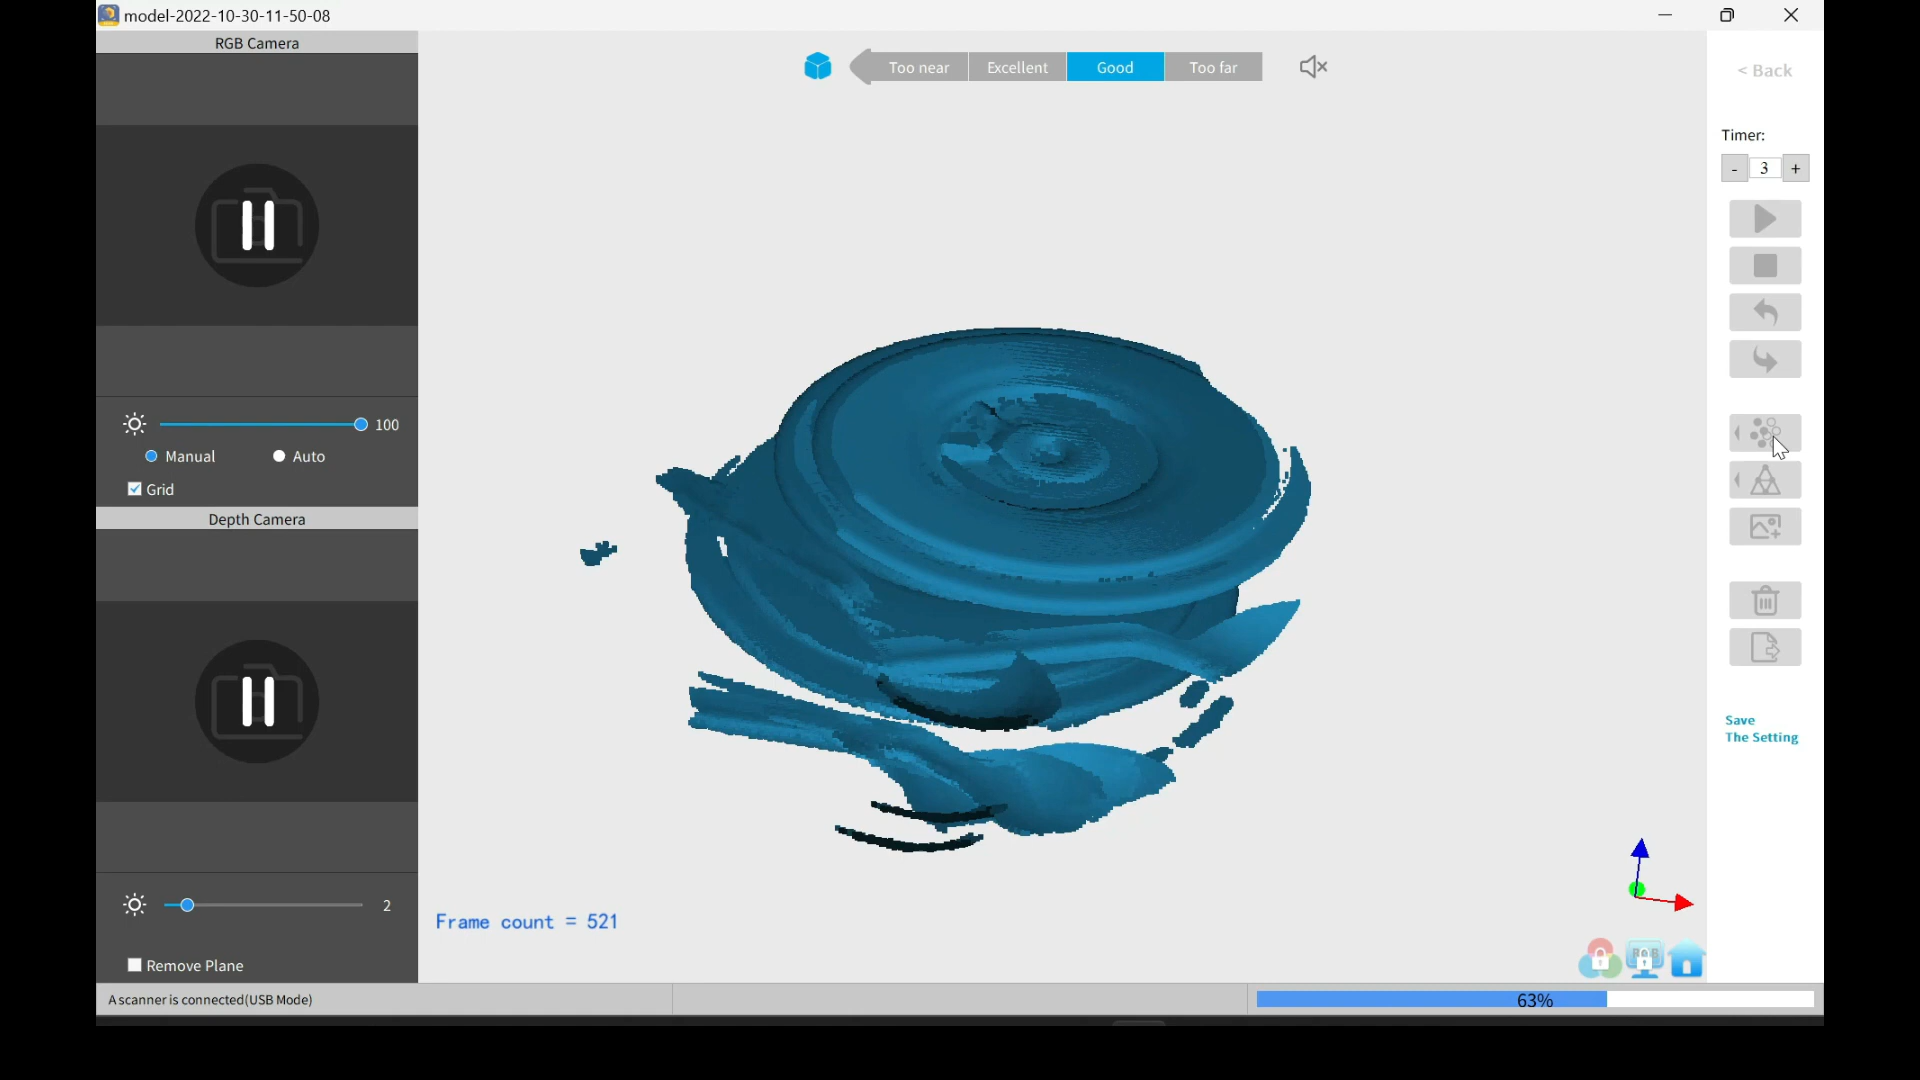 model-2022-10-30-11-50-08
RGB Camera
Too near
Excellent
Good
Too far
< Back
Timer:
- 3 +
100
Manual
Auto
Grid
Depth Camera
Save
The Setting
2
Frame count = 521
Remove Plane
RGB
A scanner is connected(USB Mode)
63%